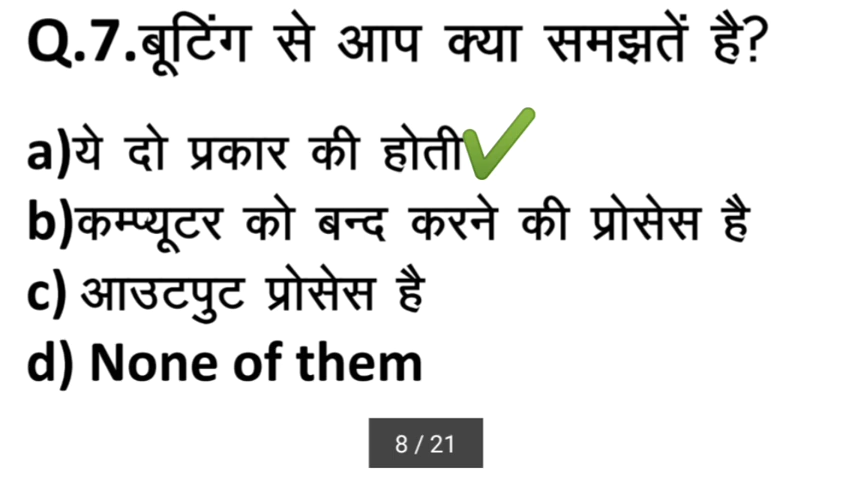 Q.7.बूटिंग से आप क्या समझतें है?
a)ये दो प्रकार की होती
b)कम्प्यूटर को बन्द करने की प्रोसेस है
c) आउटपुट प्रोसेस है
d) None of them
8 / 21